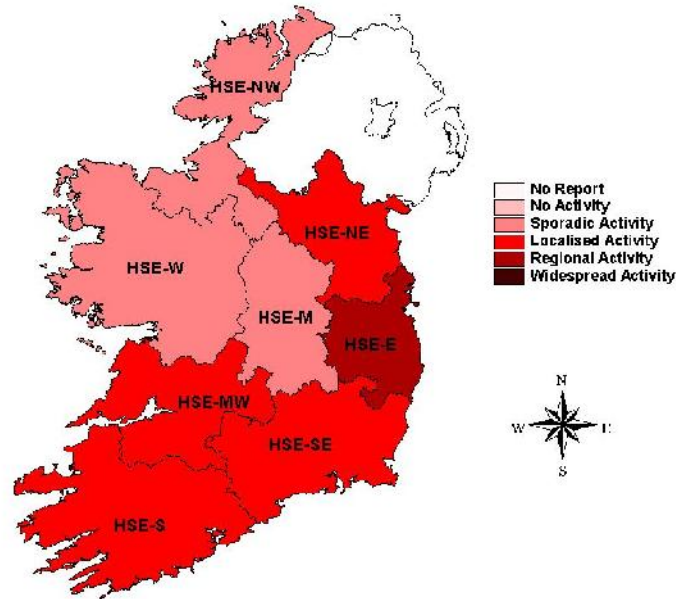 HSE-NW
No Report
No Activity
Sporadic Activity
HSE-NE
Localised Activity
Regional Activity
HSE-W
Widespread Activity
HSE-M
HSE-E
N
HSE-MW
W
E
HSE-SE
S
HSE-S